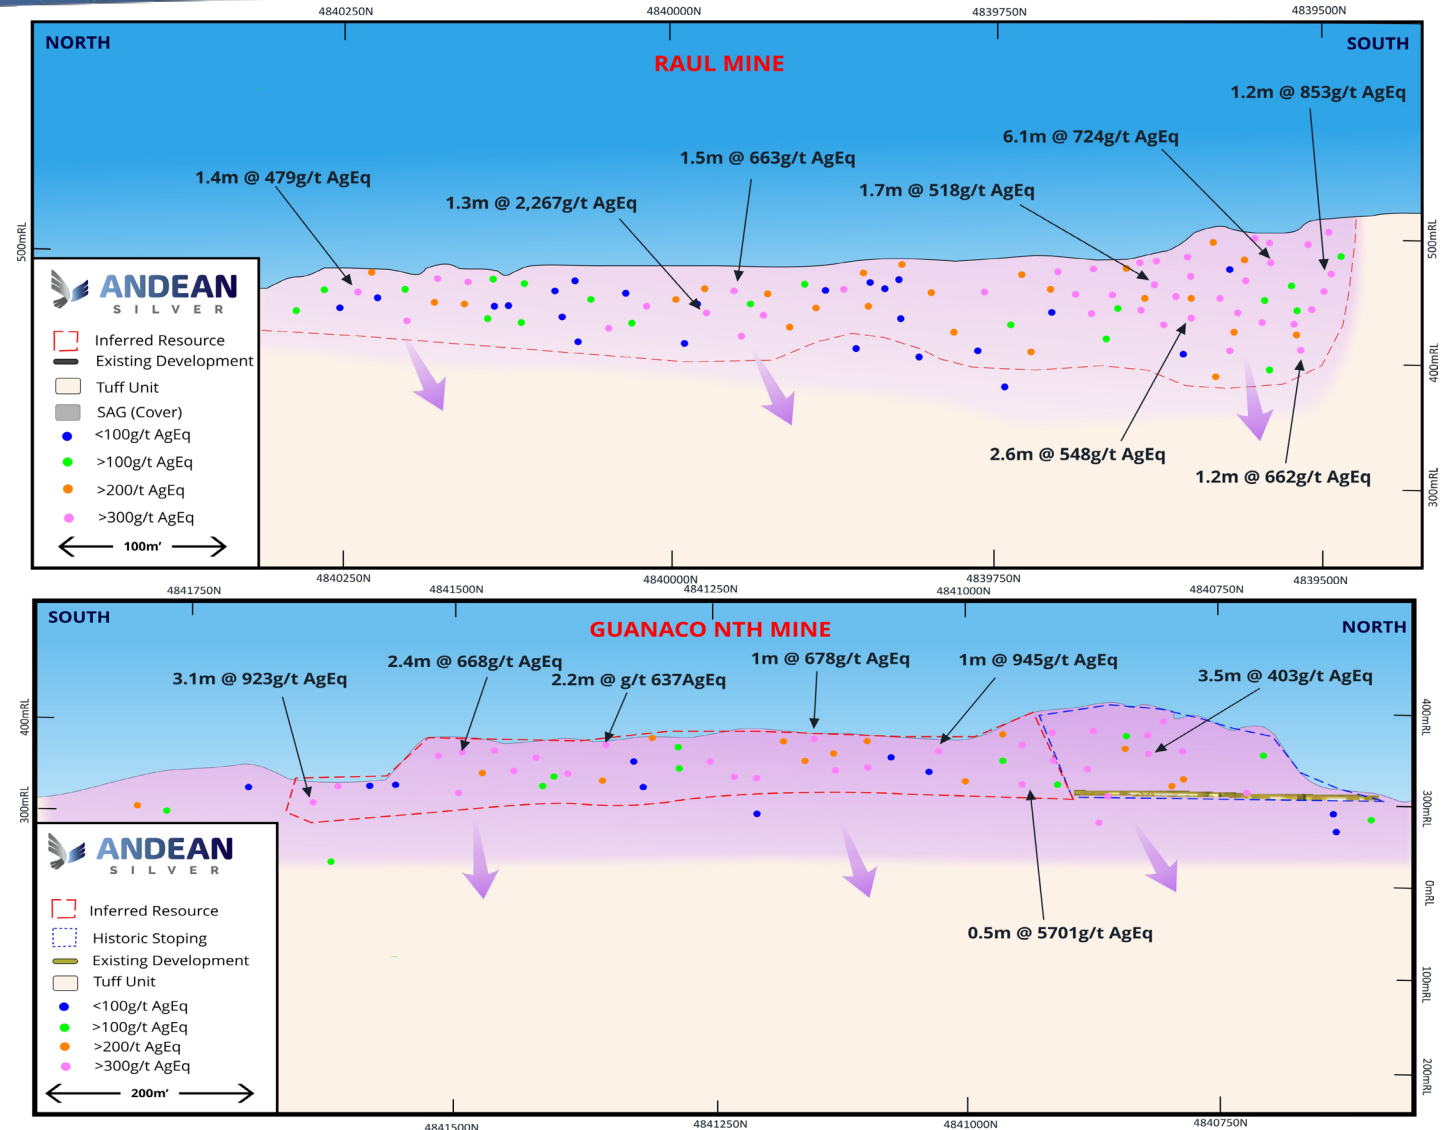 4840250N
4840000N
4839750N
4839500N
NORTH
SOUTH
RAUL MINE
1.2m @ 853g/t AgEq
6.1m @ 724g/t AgEq
1.5m @ 663g/t AgEq
1.4m @ 479g/t AgEq
1.7m @ 518g/t AgEq
1.3m @ 2,267g/t AgEq
500mRL
500mRL
400mRL
300mRL
ANDEAN
SILVER
Inferred Resource
Existing Development
Tuff Unit
SAG (Cover)
<100g/t AgEq
>100g/t AgEq
>200/t AgEq
>300g/t AgEq
100m'
2.6m @ 548g/t AgEq
1.2m @ 662g/t AgEq
4840250N
4840000N
4839750N
4839500N
4841750N
4841500N
4841250N
4841000N
4840750N
SOUTH
NORTH
GUANACO NTH MINE
2.4m @ 668g/t AgEq
1m @ 678g/t AgEq
1m @ 945g/t AgEq
3.1m @ 923g/t AgEq
2.2m @ g/t 637AgEq
3.5m @ 403g/t AgEq
400mRL
300mRL
400mRL
300mRL
0mRL
100mRL
200mRL
ANDEAN
SILVER
Inferred Resource
Historic Stoping
Existing Development
Tuff Unit
<100g/t AgEq
>100g/t AgEq
>200/t AgEq
>300g/t AgEq
200m'
0.5m @ 5701g/t AgEq
4841500N
4841250N
4841000N
4840750N